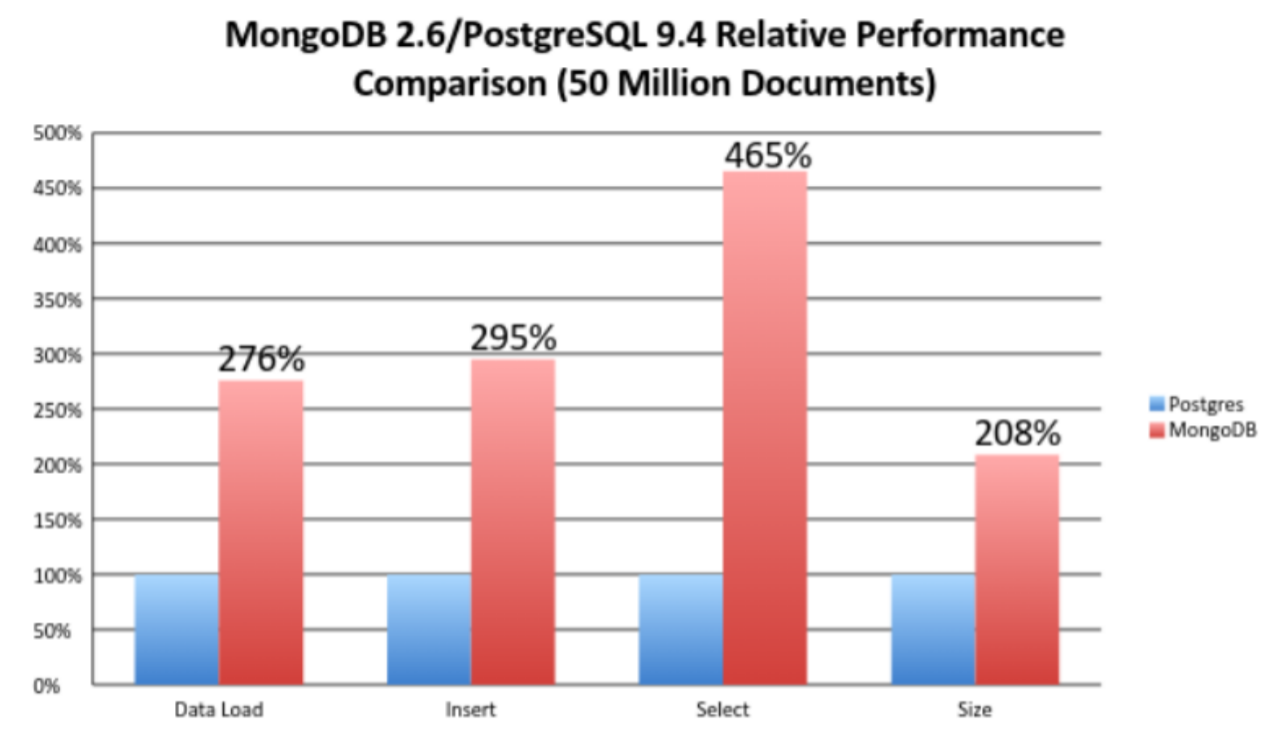 MongoDB 2.6/PostgreSQL 9.4 Relative Performance
Comparison (50 Million Documents)
500%
450%
400%
350%
300%
250%
200%
150%
100%
50%
0%
276%
295%
465%
208%
Data Load
Insert
Select
Size
Postgres
MongoDB